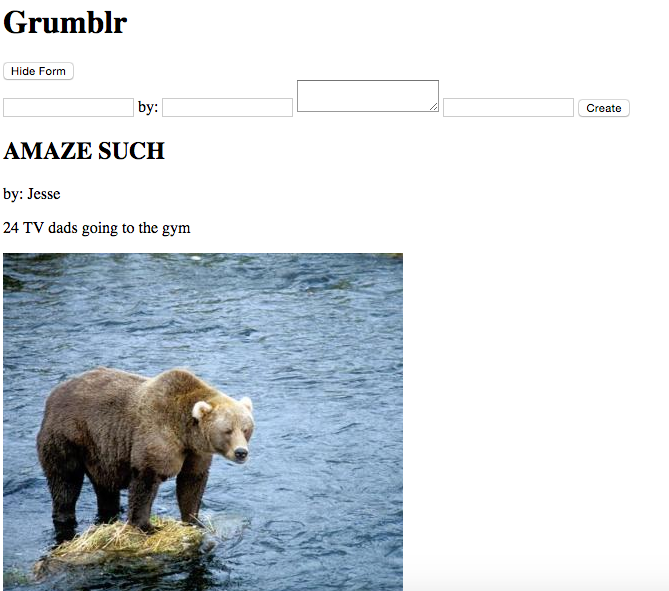 Grumblr
Hide Form
by:
Create
AMAZE SUCH
by: Jesse
24 TV dads going to the gym